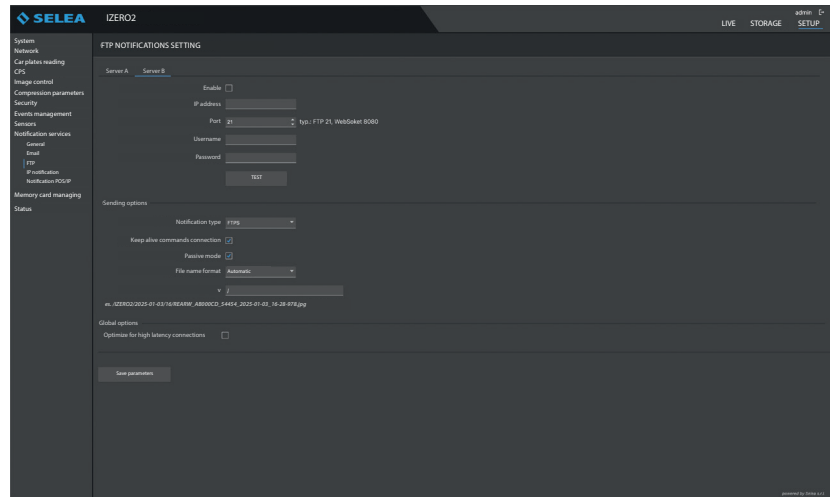 SELEA
IZERO2
admin
LIVE STORAGE SETUP
System
Network
Car plates reading
CPS
Image control
Compression parameters
Security
Events management
Sensors
Notification services
General
Email
FTP
IP notification
Notification POS/IP
Memory card managing
Status
FTP NOTIFICATIONS SETTING
Server A Server B
Enable
IP address
Port 21 typ.: FTP 21, WebSoket 8080
Username
Password
TEST
Sending options
Notification type FTPS
Keep alive commands connection
Passive mode
File name format Automatic
v /
es. /IZERO2/2025-01-03/16/REARW_AB000CD_54454_2025-01-03_16-28-978.jpg
Global options
Optimize for high latency connections
Save parameters
powered by Selea s.r.l.